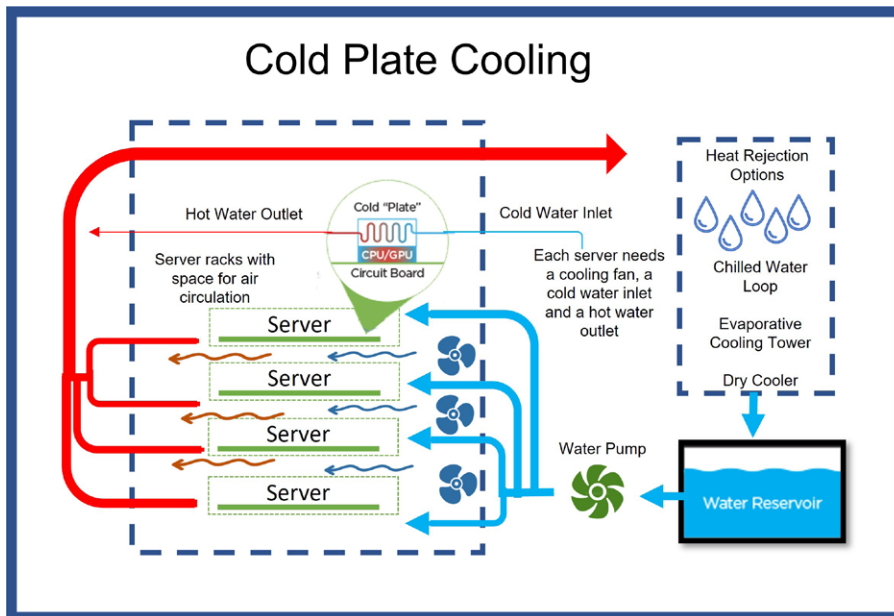 Cold Plate Cooling
Heat Rejection
Options
Hot Water Outlet
Cold "Plate"
Cold Water Inlet
CPU/GPU
Circuit Board
Server racks with
space for air
circulation
Each server needs
a cooling fan, a
cold water inlet
and a hot water
outlet
Chilled Water
Loop
Evaporative
Cooling Tower
Dry Cooler
Server
Server
Server
Server
Water Pump
Water Reservoir